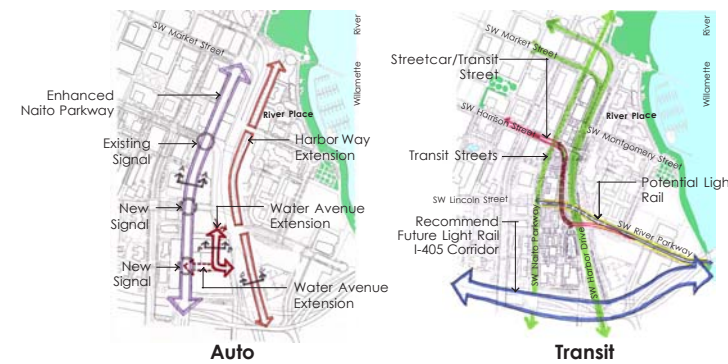 SW Market Street
River
Willamette
Enhanced
Naito Parkway
River Place
Existing
Signal
Harbor Way
Extension
New
Signal
Water Avenue
Extension
New
Signal
Water Avenue
Extension
Auto
SW Market Street
River
Willamette
Streetcar/Transit
Street
River Place
SW Harrison Street
SW Montgomery Street
Transit Streets
SW Lincoln Street
Potential Light
Rail
Recommend
Future Light Rail
I-405 Corridor
SW River Parkway
SW Naito Parkway
SW Harbor Drive
Transit